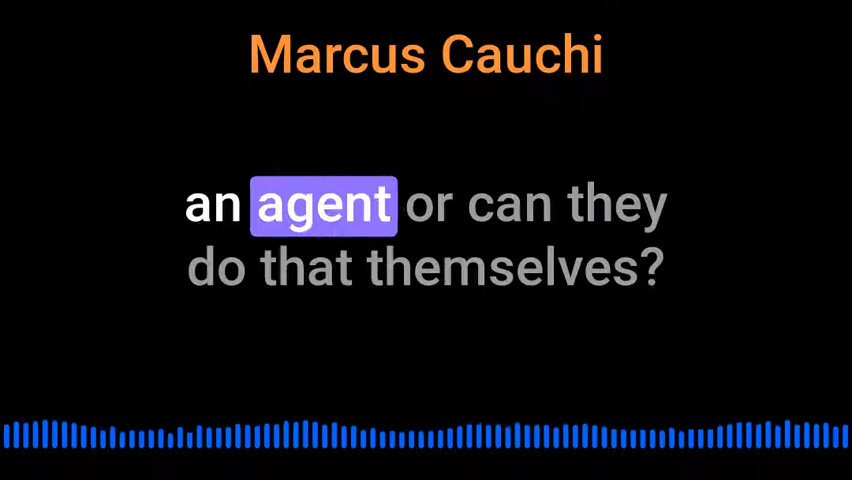 Marcus Cauchi
an agent or can they
do that themselves?